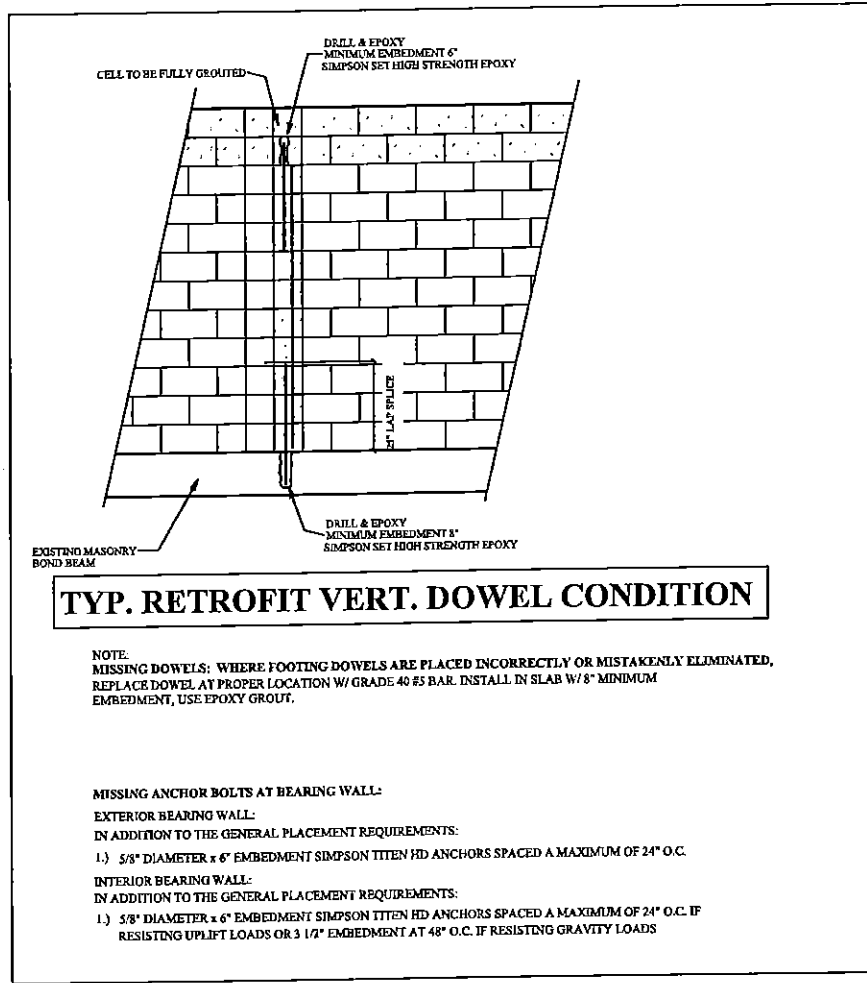 DRILL & EPOXY
MINIMUM EMBEDMENT 6"
SIMPSON SET HIGH STRENGTH EPOXY
CELL TO BE FULLY GROUTED
LAP SPLICE
DRILL & EPOXY
MINIMUM EMBEDMENT 8"
SIMPSON SET HIGH STRENGTH EPOXY
EXISTING MASONRY
BOND BEAM
TYP. RETROFIT VERT. DOWEL CONDITION
NOTE:
MISSING DOWELS: WHERE FOOTING DOWELS ARE PLACED INCORRECTLY OR MISTAKENLY ELIMINATED,
REPLACE DOWEL AT PROPER LOCATION W/ GRADE 40 #5 BAR. INSTALL IN SLAB W/ 8" MINIMUM
EMBEDMENT, USE EPOXY GROUT.
MISSING ANCHOR BOLTS AT BEARING WALL:
EXTERIOR BEARING WALL:
IN ADDITION TO THE GENERAL PLACEMENT REQUIREMENTS:
1.) 5/8" DIAMETER x 6" EMBEDMENT SIMPSON TITEN HD ANCHORS SPACED A MAXIMUM OF 24" O.C.
INTERIOR BEARING WALL:
IN ADDITION TO THE GENERAL PLACEMENT REQUIREMENTS:
1.) 5/8" DIAMETER x 6" EMBEDMENT SIMPSON TITEN HD ANCHORS SPACED A MAXIMUM OF 24" O.C. IF
RESISTING UPLIFT LOADS OR 3 1/2" EMBEDMENT AT 48" O.C. IF RESISTING GRAVITY LOADS